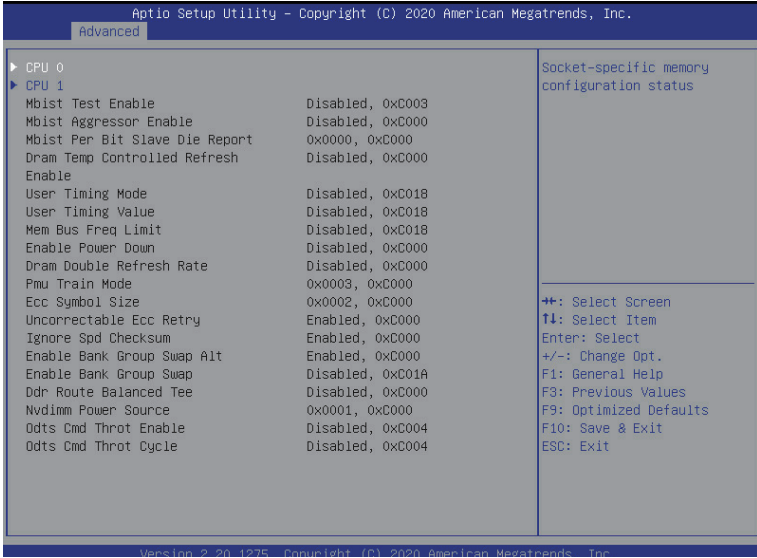 Aptio Setup Utility – Copyright (C) 2020 American Megatrends, Inc.
Advanced
▶ CPU 0
▶ CPU 1
Mbist Test Enable Disabled, 0xC003
Mbist Aggressor Enable Disabled, 0xC000
Mbist Per Bit Slave Die Report 0x0000, 0xC000
Dram Temp Controlled Refresh Disabled, 0xC000
Enable
User Timing Mode Disabled, 0xC018
User Timing Value Disabled, 0xC018
Mem Bus Freq Limit Disabled, 0xC018
Enable Power Down Disabled, 0xC000
Dram Double Refresh Rate Disabled, 0xC000
Pmu Train Mode 0x0003, 0xC000
Ecc Symbol Size 0x0002, 0xC000
Uncorrectable Ecc Retry Enabled, 0xC000
Ignore Spd Checksum Enabled, 0xC000
Enable Bank Group Swap Alt Enabled, 0xC000
Enable Bank Group Swap Disabled, 0xC01A
Ddr Route Balanced Tee Disabled, 0xC000
Nvdimm Power Source 0x0001, 0xC000
Odts Cmd Throt Enable Disabled, 0xC004
Odts Cmd Throt Cycle Disabled, 0xC004
Socket-specific memory
configuration status
→←: Select Screen
↑↓: Select Item
Enter: Select
+/-: Change Opt.
F1: General Help
F3: Previous Values
F9: Optimized Defaults
F10: Save & Exit
ESC: Exit
Version 2.20.1275. Copyright (C) 2020 American Megatrends, Inc.